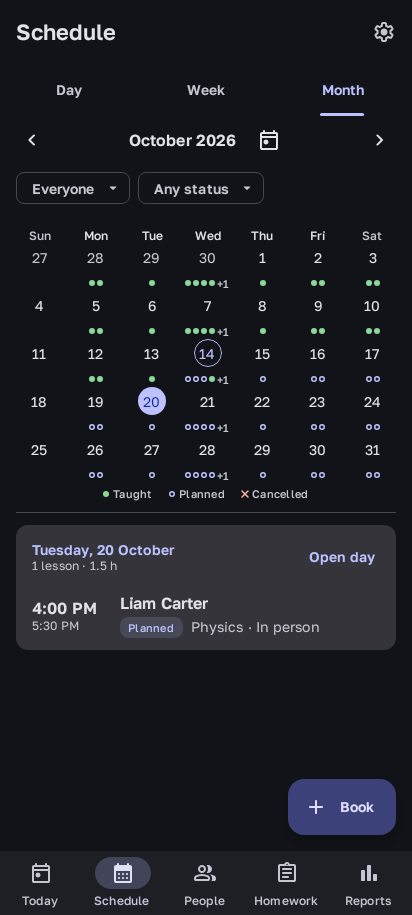 Schedule
Day Week Month
October 2026
Everyone Any status
Sun Mon Tue Wed Thu Fri Sat
27 28 29 30 1 2 3
+1
4 5 6 7 8 9 10
+1
11 12 13 14 15 16 17
+1
18 19 20 21 22 23 24
+1
25 26 27 28 29 30 31
+1
Taught Planned Cancelled
Tuesday, 20 October
1 lesson · 1.5 h
Open day
4:00 PM Liam Carter
5:30 PM Planned Physics · In person
Book
Today Schedule People Homework Reports